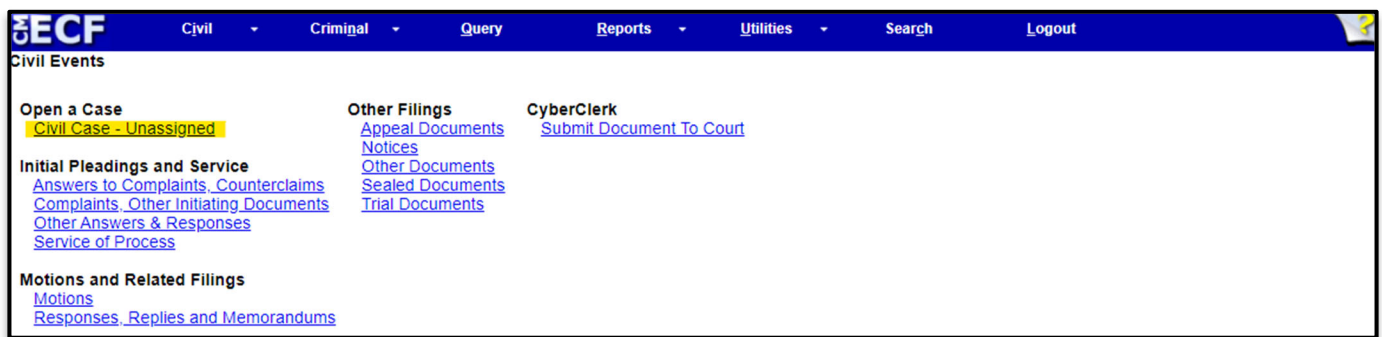 CM ECF Civil Criminal Query Reports Utilities Search Logout ?
Civil Events
Open a Case
Civil Case - Unassigned
Initial Pleadings and Service
Answers to Complaints, Counterclaims
Complaints, Other Initiating Documents
Other Answers & Responses
Service of Process
Motions and Related Filings
Motions
Responses, Replies and Memorandums
Other Filings
Appeal Documents
Notices
Other Documents
Sealed Documents
Trial Documents
CyberClerk
Submit Document To Court